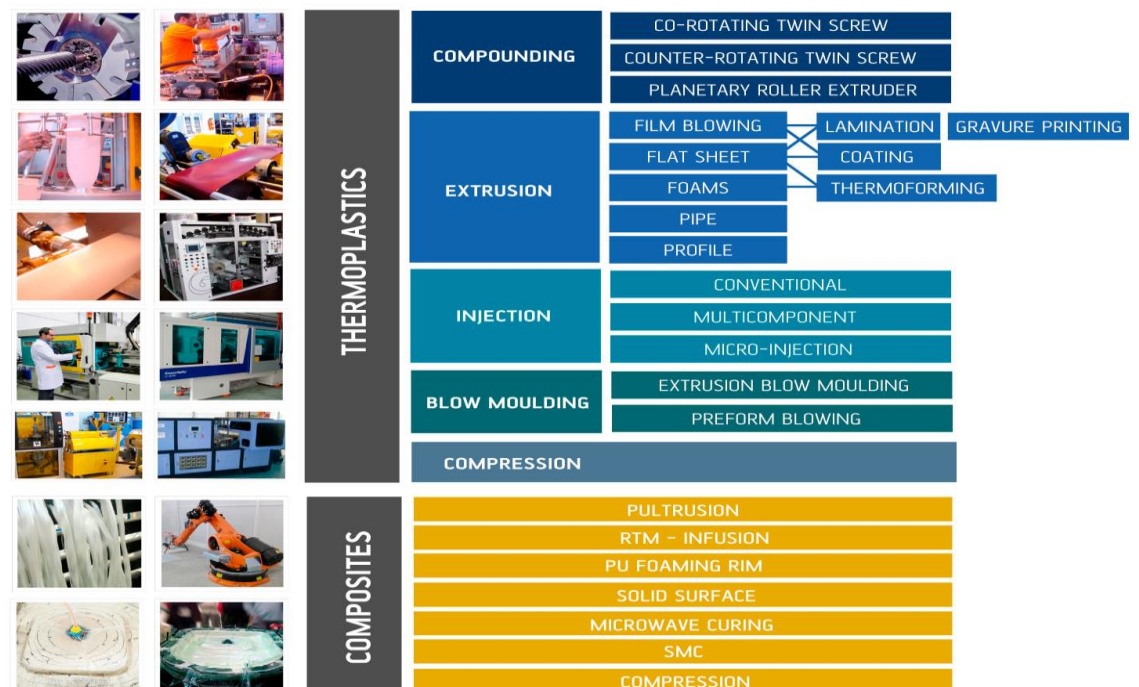 THERMOPLASTICS
COMPOUNDING
CO-ROTATING TWIN SCREW
COUNTER-ROTATING TWIN SCREW
PLANETARY ROLLER EXTRUDER
EXTRUSION
FILM BLOWING
LAMINATION
GRAVURE PRINTING
FLAT SHEET
COATING
FOAMS
THERMOFORMING
PIPE
PROFILE
INJECTION
CONVENTIONAL
MULTICOMPONENT
MICRO-INJECTION
BLOW MOULDING
EXTRUSION BLOW MOULDING
PREFORM BLOWING
COMPRESSION
COMPOSITES
PULTRUSION
RTM - INFUSION
PU FOAMING RIM
SOLID SURFACE
MICROWAVE CURING
SMC
COMPRESSION